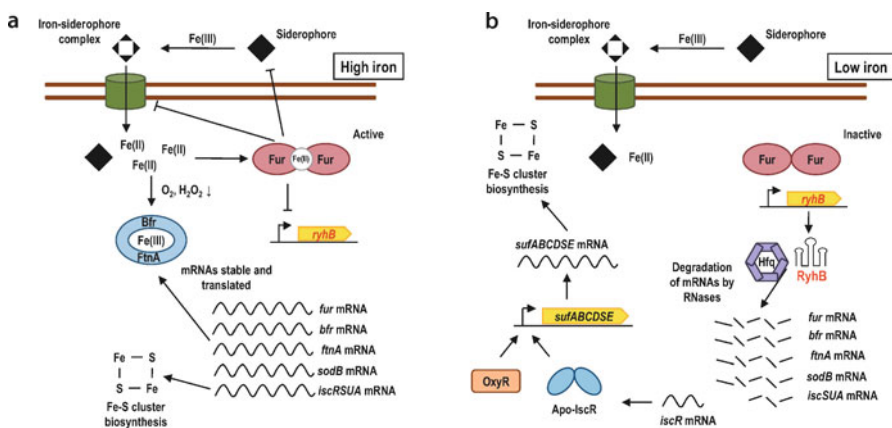 a
Iron-siderophore
complex
Fe(III)
Siderophore
High iron
Fe(II)
Fe(II)
Fe(II)
Active
Fur
Fe(II)
Fur
O2, H2O2 ↓
ryhB
Bfr
Fe(III)
FtnA
mRNAs stable and
translated
fur mRNA
bfr mRNA
ftnA mRNA
sodB mRNA
iscRSUA mRNA
Fe S
S Fe
Fe-S cluster
biosynthesis
b
Iron-siderophore
complex
Fe(III)
Siderophore
Low iron
Fe S
S Fe
Fe-S cluster
biosynthesis
Fe(II)
Inactive
Fur Fur
ryhB
sufABCDSE mRNA
Hfq
RyhB
Degradation
of mRNAs by
RNases
sufABCDSE
fur mRNA
bfr mRNA
ftnA mRNA
sodB mRNA
iscSUA mRNA
OxyR
Apo-IscR
iscR mRNA